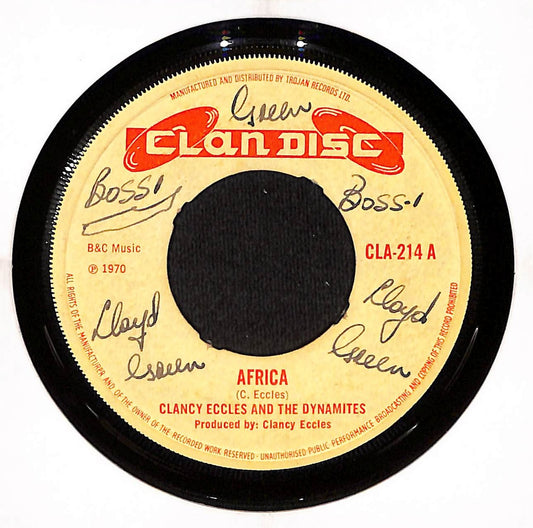 MANUFACTURED AND DISTRIBUTED BY TROJAN RECORDS LTD.
Green
CLANDISC
BOSS 1
BOSS-1
B&C Music
℗ 1970
CLA-214 A
Lloyd
Green
Lloyd
Green
AFRICA
(C. Eccles)
CLANCY ECCLES AND THE DYNAMITES
Produced by: Clancy Eccles
ALL RIGHTS OF THE MANUFACTURER AND OF THE OWNER OF THE RECORDED WORK RESERVED - UNAUTHORISED PUBLIC PERFORMANCE BROADCASTING AND COPYING OF THIS RECORD PROHIBITED